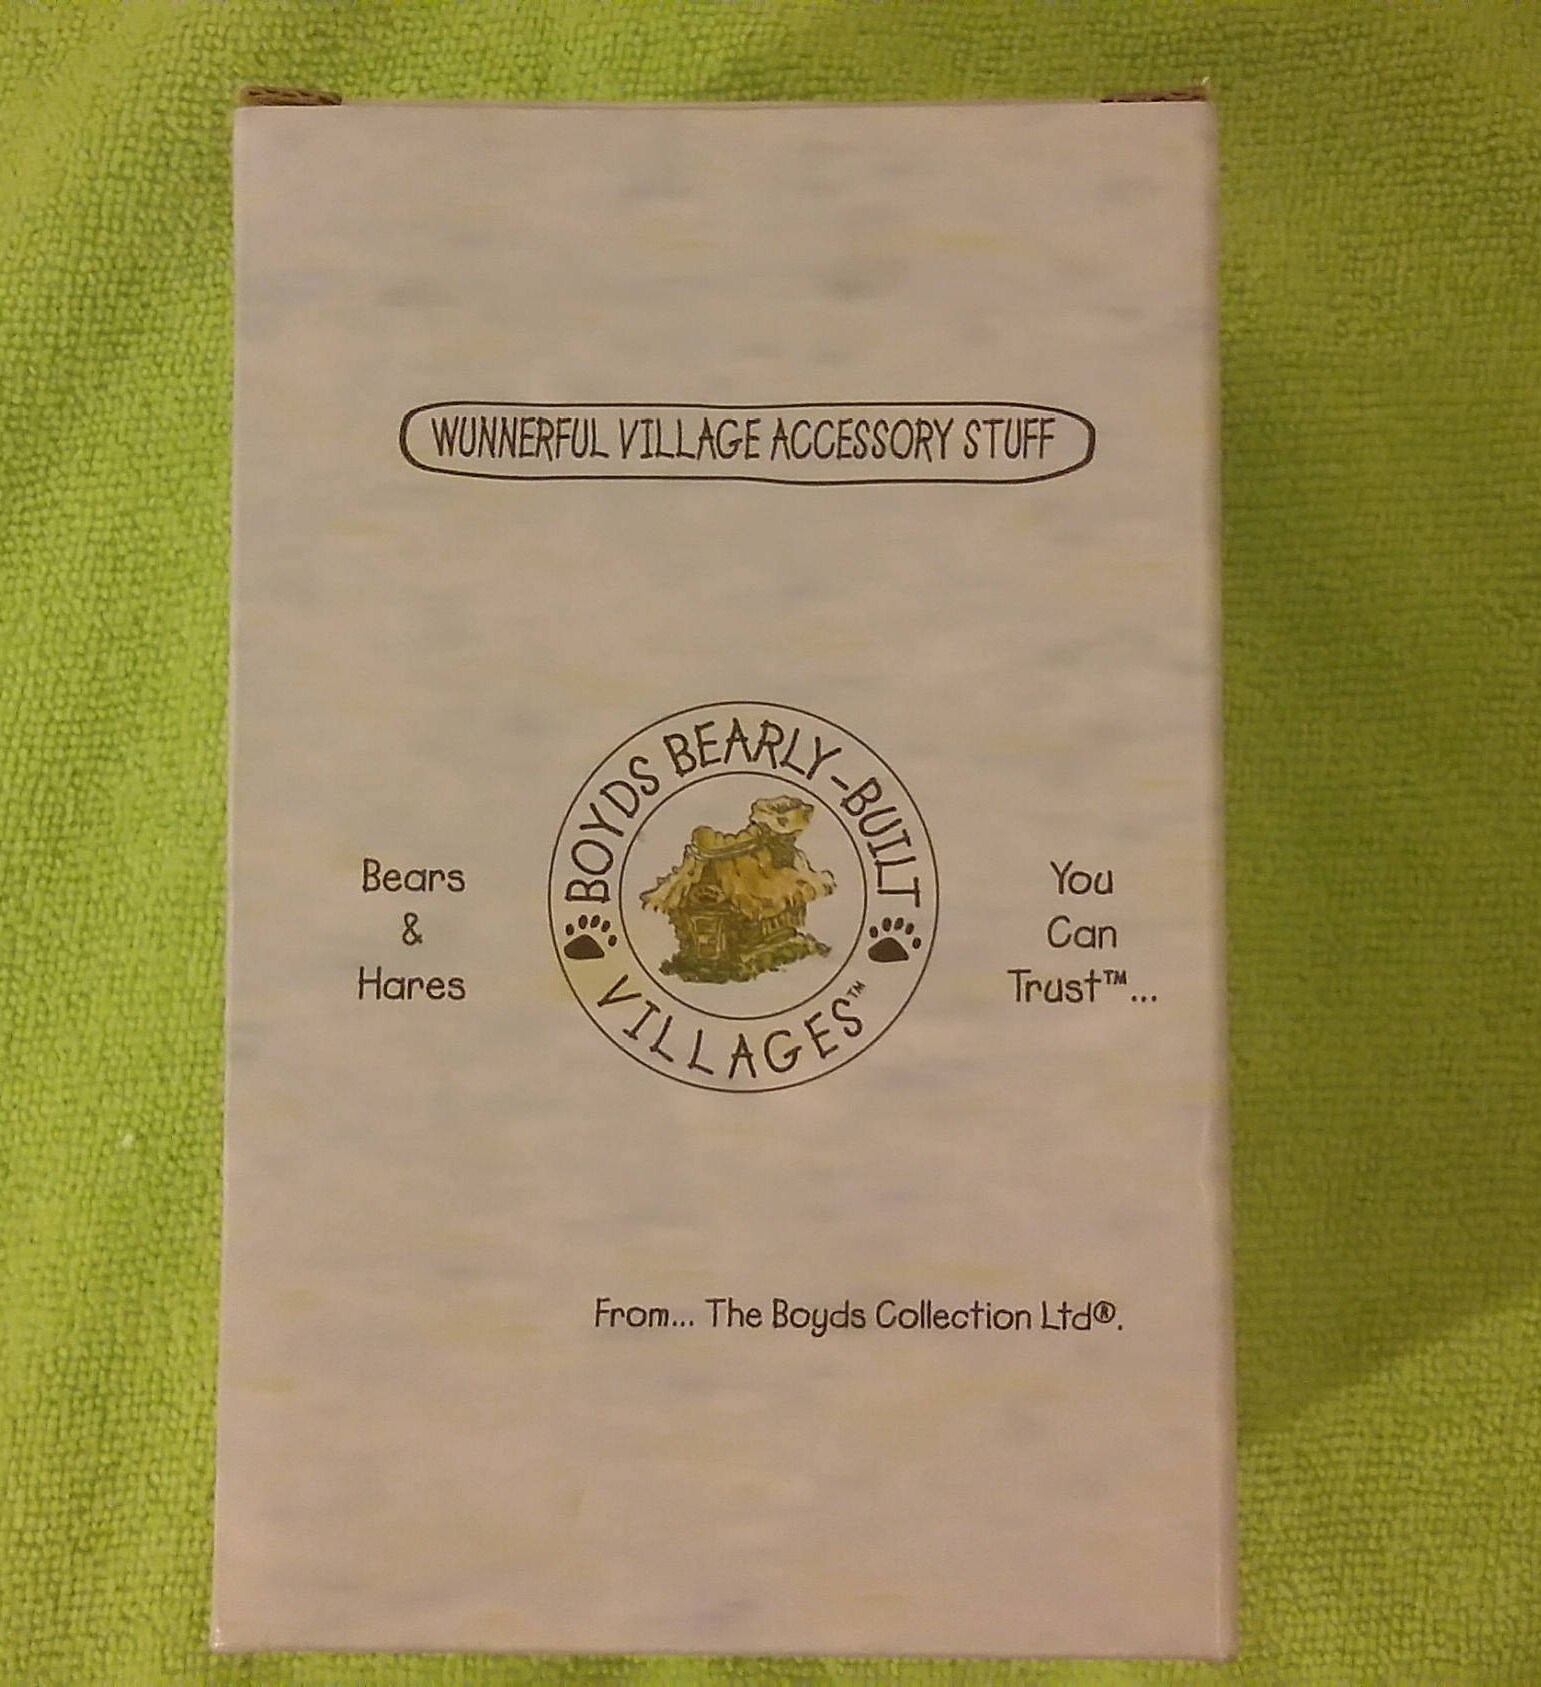 WUNNERFUL VILLAGE ACCESSORY STUFF
BOYDS BEARLY-BUILT
VILLAGES™
Bears
&
Hares
You
Can
Trust™...
From... The Boyds Collection Ltd®.